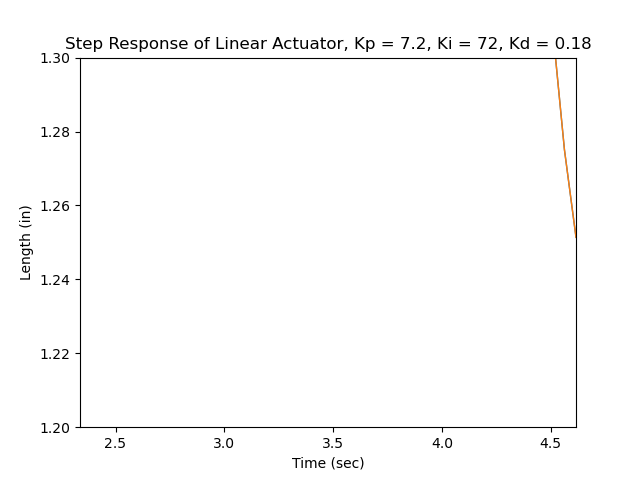 Step Response of Linear Actuator, Kp = 7.2, Ki = 72, Kd = 0.18
1.30
1.28
1.26
1.24
1.22
1.20
Length (in)
2.5 3.0 3.5 4.0 4.5
Time (sec)